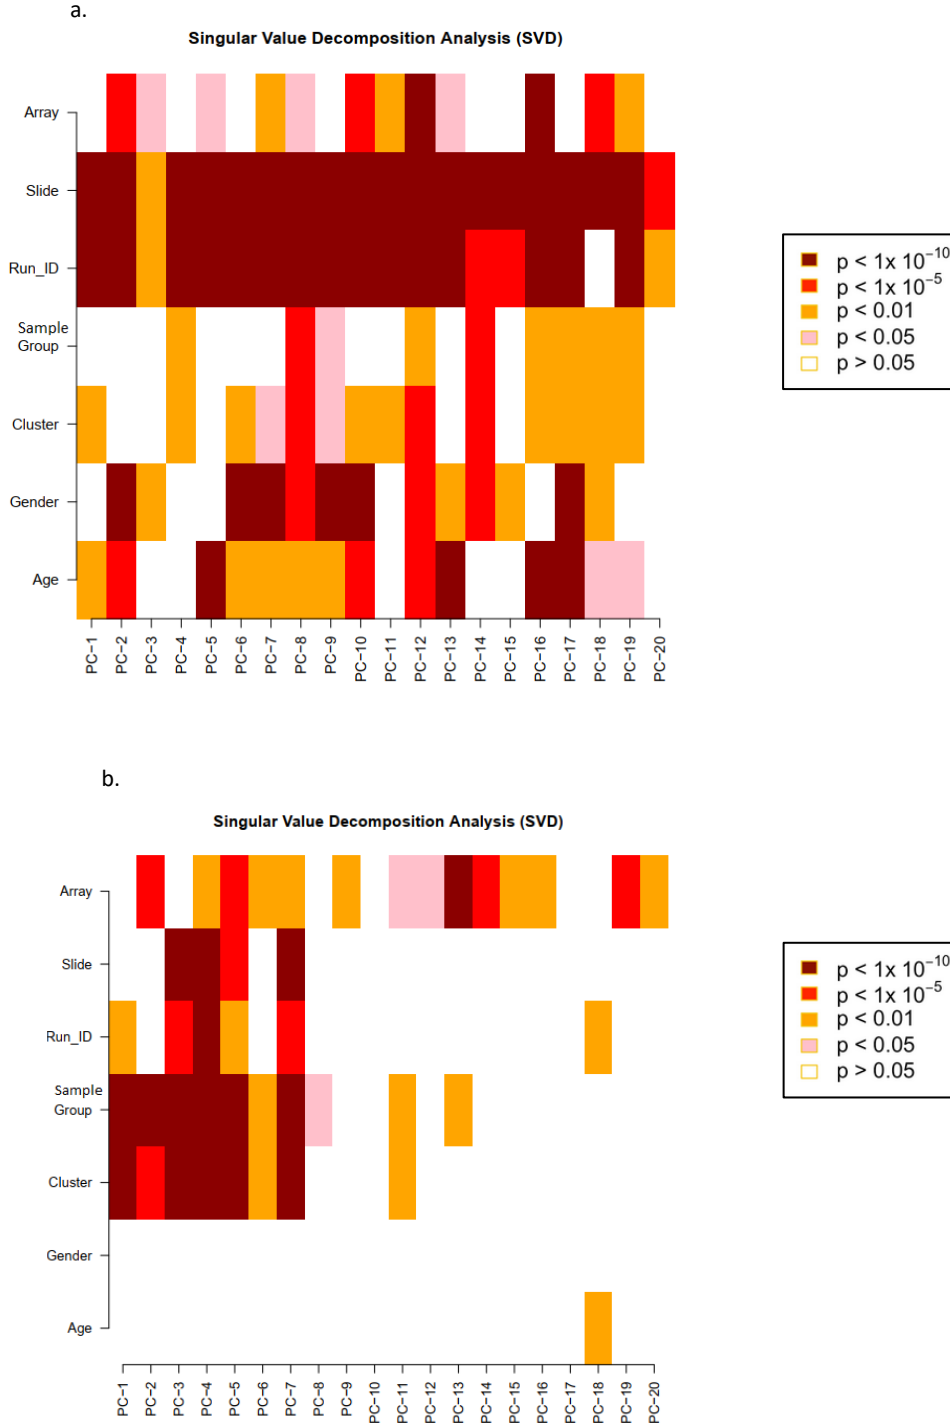 a.
Singular Value Decomposition Analysis (SVD)
Array
Slide
Run_ID
Sample
Group
Cluster
Gender
Age
PC-1 PC-2 PC-3 PC-4 PC-5 PC-6 PC-7 PC-8 PC-9 PC-10 PC-11 PC-12 PC-13 PC-14 PC-15 PC-16 PC-17 PC-18 PC-19 PC-20
p < 1x 10⁻¹⁰
p < 1x 10⁻⁵
p < 0.01
p < 0.05
p > 0.05
b.
Singular Value Decomposition Analysis (SVD)
Array
Slide
Run_ID
Sample
Group
Cluster
Gender
Age
PC-1 PC-2 PC-3 PC-4 PC-5 PC-6 PC-7 PC-8 PC-9 PC-10 PC-11 PC-12 PC-13 PC-14 PC-15 PC-16 PC-17 PC-18 PC-19 PC-20
p < 1x 10⁻¹⁰
p < 1x 10⁻⁵
p < 0.01
p < 0.05
p > 0.05